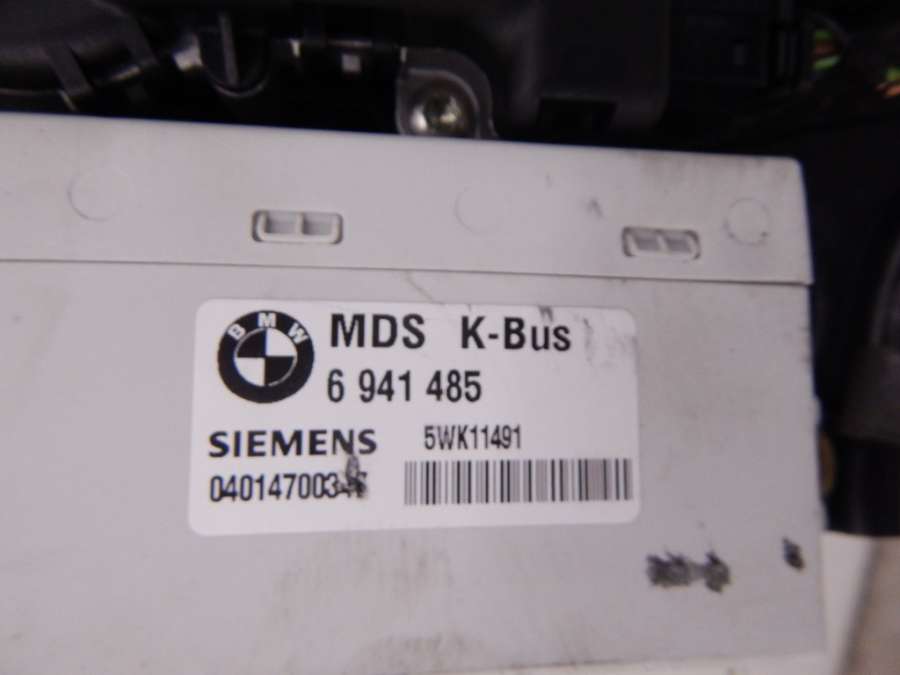 BMW
MDS K-Bus
6 941 485
SIEMENS 5WK11491